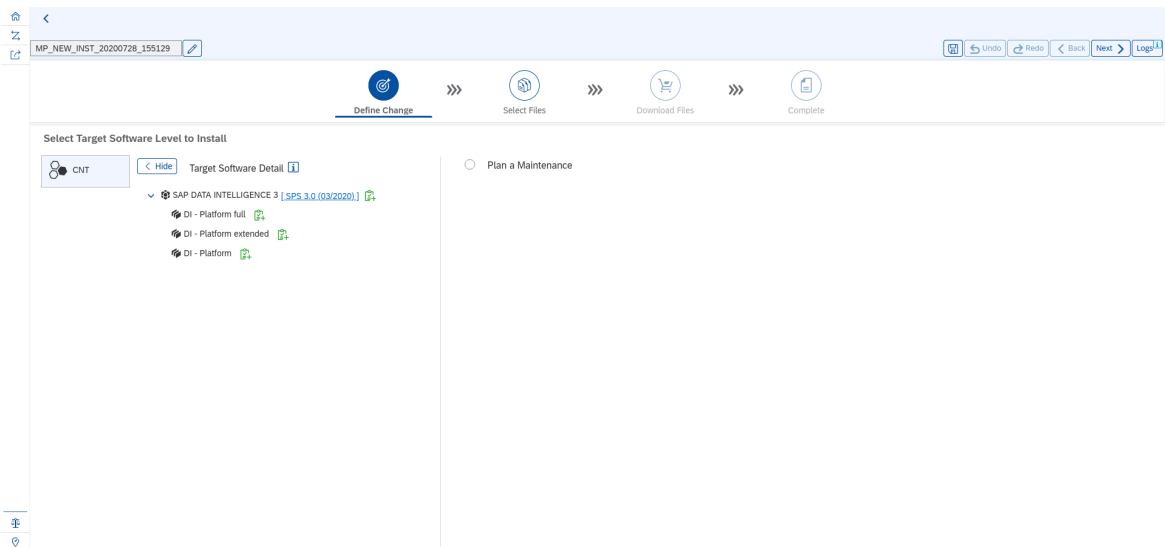 MP_NEW_INST_20200728_155129
Undo Redo Back Next Logs
Define Change Select Files Download Files Complete
Select Target Software Level to Install
CNT
Hide Target Software Detail
Plan a Maintenance
SAP DATA INTELLIGENCE 3 [ SPS 3.0 (03/2020) ]
DI - Platform full
DI - Platform extended
DI - Platform